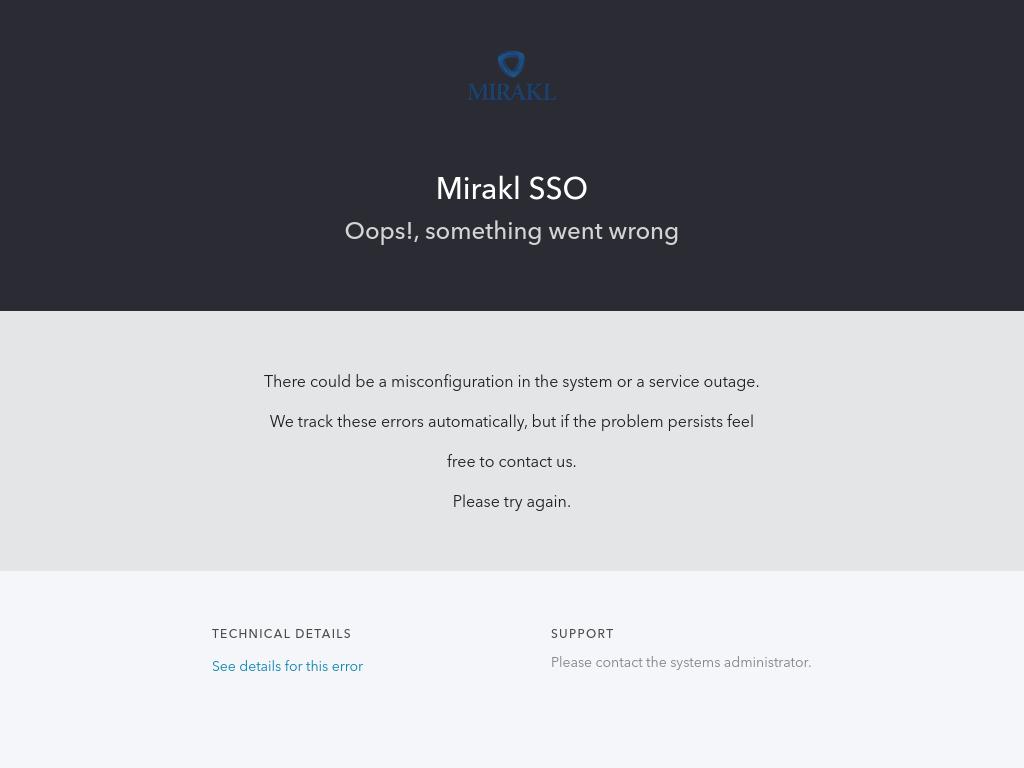 MIRAKL
Mirakl SSO
Oops!, something went wrong
There could be a misconfiguration in the system or a service outage.
We track these errors automatically, but if the problem persists feel
free to contact us.
Please try again.
TECHNICAL DETAILS
See details for this error
SUPPORT
Please contact the systems administrator.